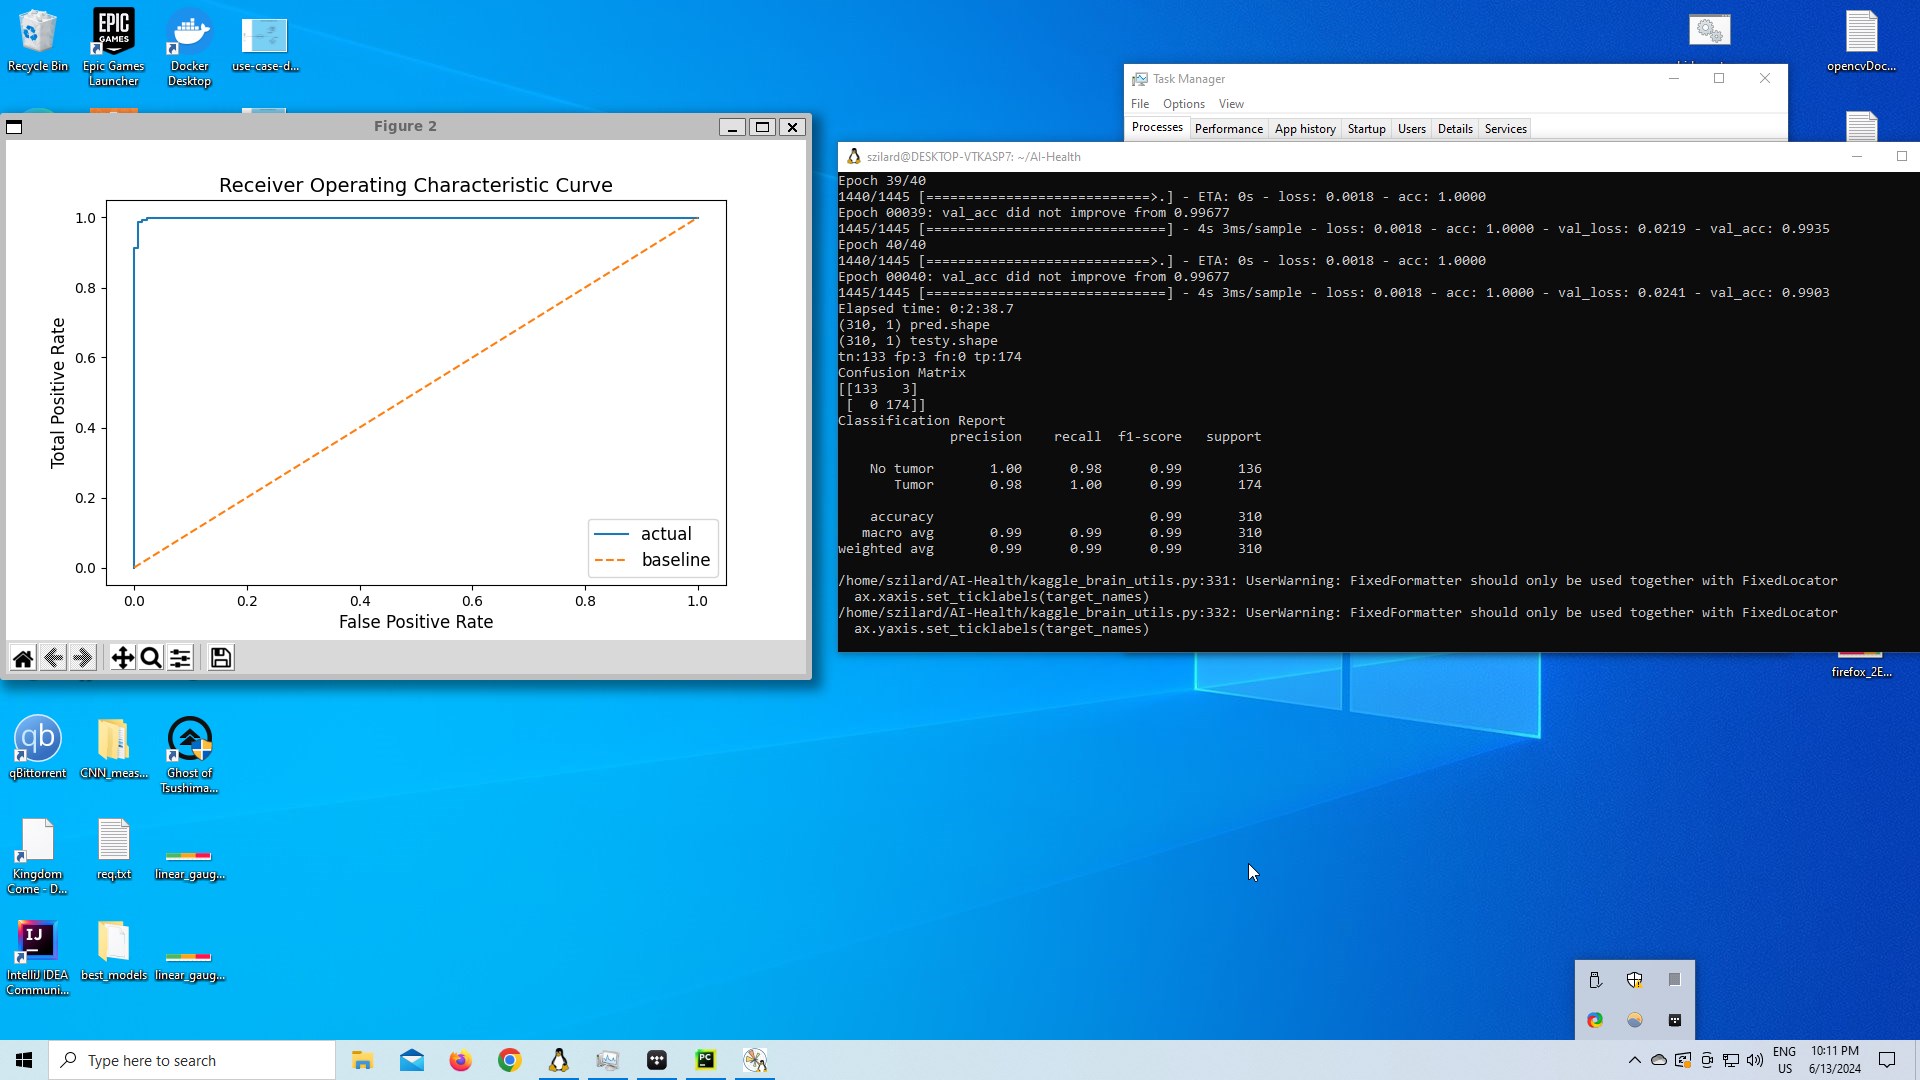 Recycle Bin
EPIC GAMES
Epic Games Launcher
Docker Desktop
use-case-d...
opencvDoc...
Figure 2
Receiver Operating Characteristic Curve
1.0
0.8
0.6
0.4
0.2
0.0
Total Positive Rate
0.0 0.2 0.4 0.6 0.8 1.0
False Positive Rate
actual
baseline
Task Manager
File Options View
Processes Performance App history Startup Users Details Services
szilard@DESKTOP-VTKASP7: ~/AI-Health
Epoch 39/40
1440/1445 [============================>.] - ETA: 0s - loss: 0.0018 - acc: 1.0000
Epoch 00039: val_acc did not improve from 0.99677
1445/1445 [==============================] - 4s 3ms/sample - loss: 0.0018 - acc: 1.0000 - val_loss: 0.0219 - val_acc: 0.9935
Epoch 40/40
1440/1445 [============================>.] - ETA: 0s - loss: 0.0018 - acc: 1.0000
Epoch 00040: val_acc did not improve from 0.99677
1445/1445 [==============================] - 4s 3ms/sample - loss: 0.0018 - acc: 1.0000 - val_loss: 0.0241 - val_acc: 0.9903
Elapsed time: 0:2:38.7
(310, 1) pred.shape
(310, 1) testy.shape
tn:133 fp:3 fn:0 tp:174
Confusion Matrix
[[133   3]
 [  0 174]]
Classification Report
              precision    recall  f1-score   support

    No tumor       1.00      0.98      0.99       136
       Tumor       0.98      1.00      0.99       174

    accuracy                           0.99       310
   macro avg       0.99      0.99      0.99       310
weighted avg       0.99      0.99      0.99       310

/home/szilard/AI-Health/kaggle_brain_utils.py:331: UserWarning: FixedFormatter should only be used together with FixedLocator
  ax.xaxis.set_ticklabels(target_names)
/home/szilard/AI-Health/kaggle_brain_utils.py:332: UserWarning: FixedFormatter should only be used together with FixedLocator
  ax.yaxis.set_ticklabels(target_names)
firefox_2E...
qb
qBittorrent
CNN_meas...
Ghost of Tsushima...
Kingdom Come - D...
req.txt
linear_gaug...
IJ
IntelliJ IDEA Communi...
best_models
linear_gaug...
Type here to search
PC
ENG
US
10:11 PM
6/13/2024